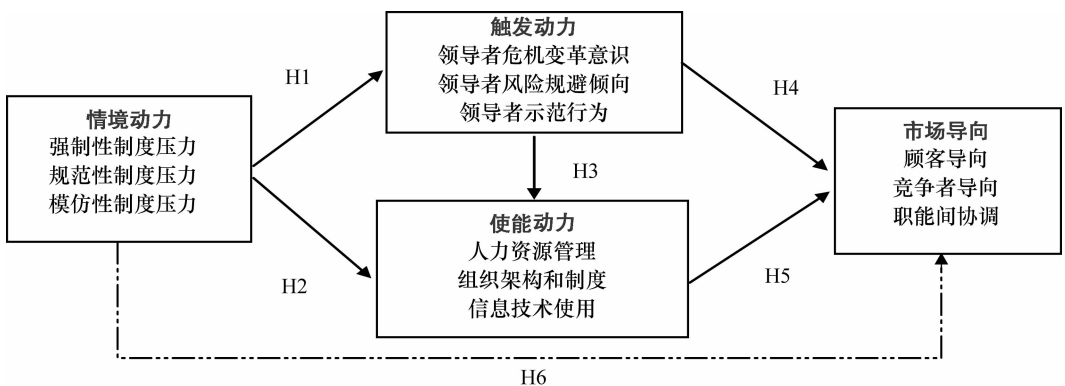 触发动力
领导者危机变革意识
领导者风险规避倾向
领导者示范行为
H1
H4
情境动力
强制性制度压力
规范性制度压力
模仿性制度压力
市场导向
顾客导向
竞争者导向
职能间协调
H3
使能动力
人力资源管理
组织架构和制度
信息技术使用
H2
H5
H6